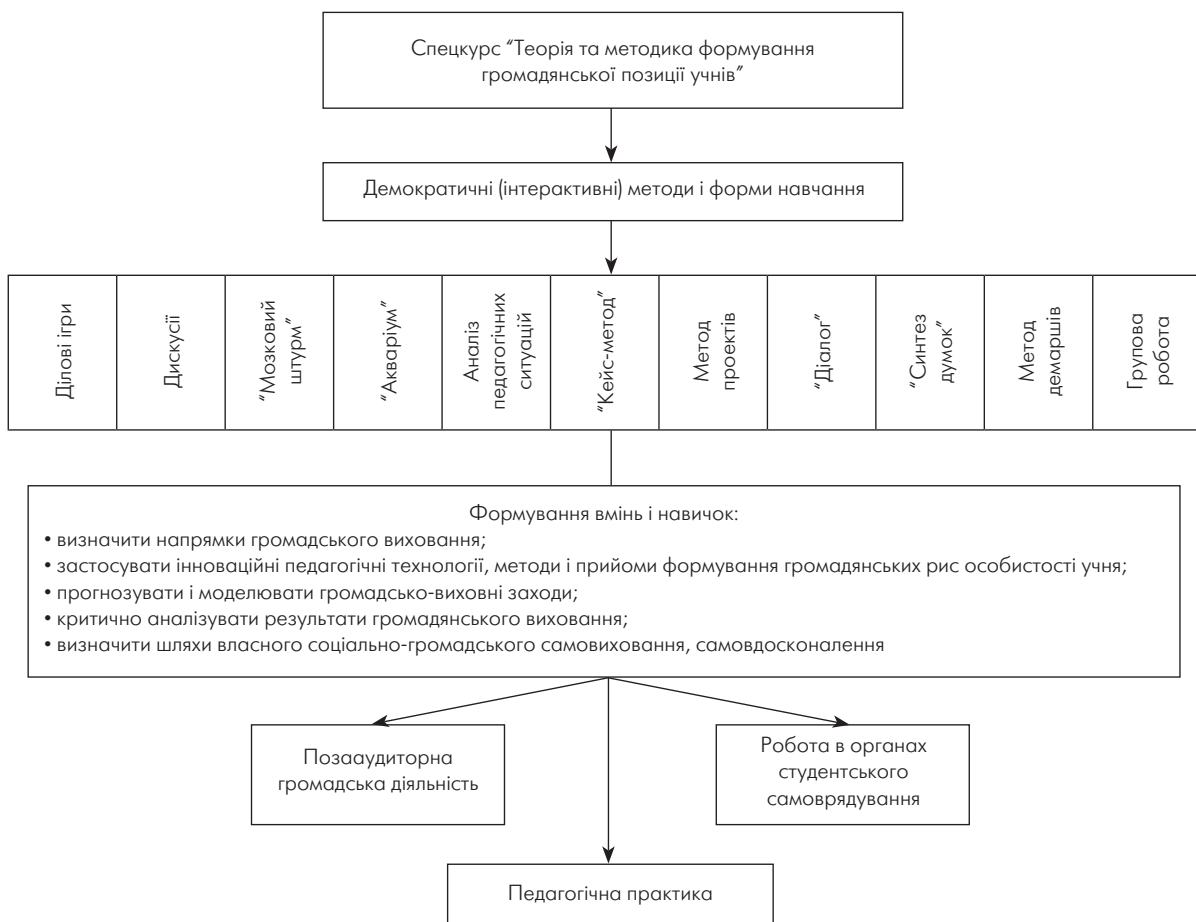 Спецкурс “Теорія та методика формування
громадянської позиції учнів”
Демократичні (інтерактивні) методи і форми навчання
Ділові ігри
Дискусії
“Мозковий
штурм”
“Акваріум”
Аналіз
педагогічних
ситуацій
“Кейс-метод”
Метод
проектів
“Діалог”
“Синтез
думок”
Метод
демаршів
Групова
робота
Формування вмінь і навичок:
• визначити напрямки громадського виховання;
• застосувати інноваційні педагогічні технології, методи і прийоми формування громадянських рис особистості учня;
• прогнозувати і моделювати громадсько-виховні заходи;
• критично аналізувати результати громадянського виховання;
• визначити шляхи власного соціально-громадського самовиховання, самовдосконалення
Позааудиторна
громадська діяльність
Робота в органах
студентського
самоврядування
Педагогічна практика